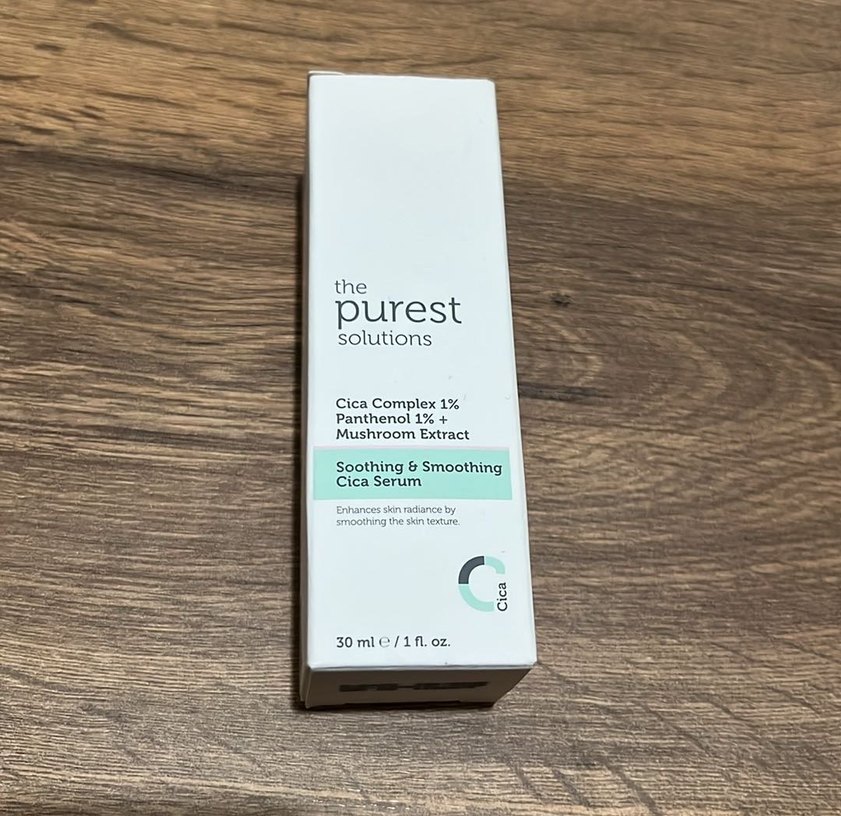 the
purest
solutions
Cica Complex 1%
Panthenol 1% +
Mushroom Extract
Soothing & Smoothing
Cica Serum
Enhances skin radiance by
smoothing the skin texture.
Cica
30 ml ℮ / 1 fl. oz.